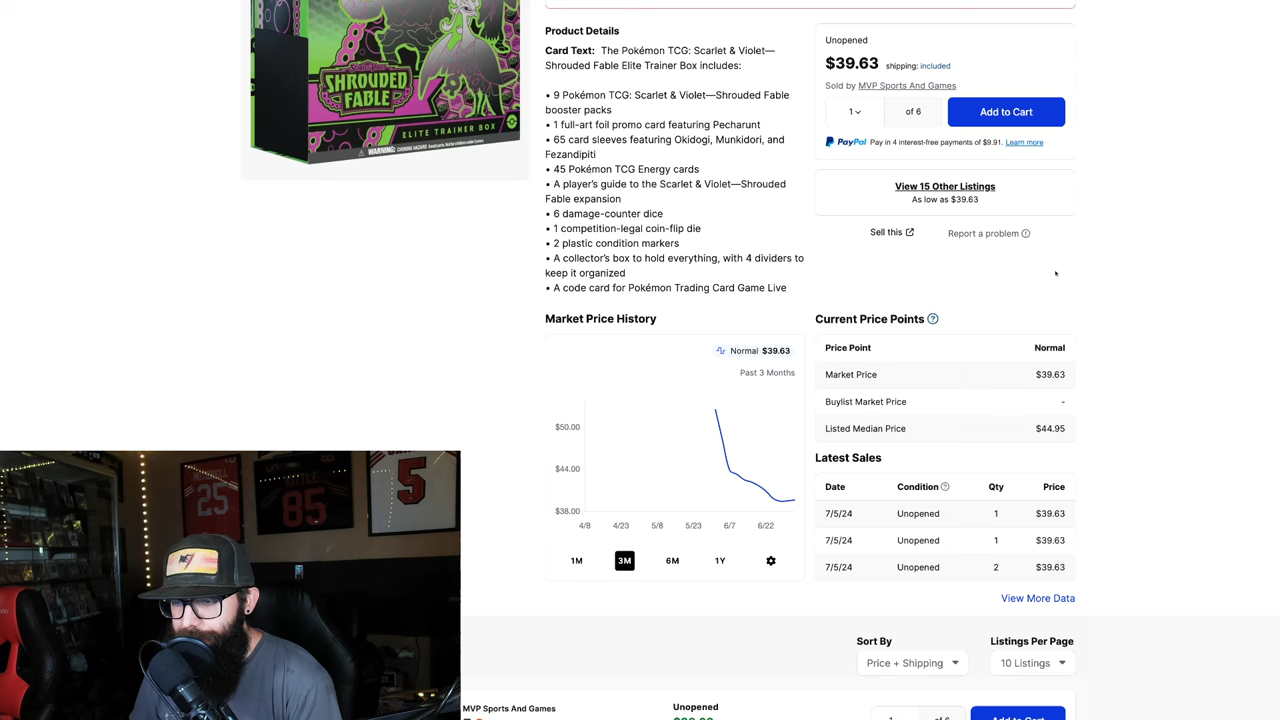 SHROUDED
FABLE
ELITE TRAINER BOX
WARNING:
Product Details
Card Text: The Pokémon TCG: Scarlet & Violet—
Shrouded Fable Elite Trainer Box includes:
• 9 Pokémon TCG: Scarlet & Violet—Shrouded Fable
booster packs
• 1 full-art foil promo card featuring Pecharunt
• 65 card sleeves featuring Okidogi, Munkidori, and
Fezandipiti
• 45 Pokémon TCG Energy cards
• A player's guide to the Scarlet & Violet—Shrouded
Fable expansion
• 6 damage-counter dice
• 1 competition-legal coin-flip die
• 2 plastic condition markers
• A collector's box to hold everything, with 4 dividers to
keep it organized
• A code card for Pokémon Trading Card Game Live
Unopened
$39.63 shipping: included
Sold by MVP Sports And Games
1 of 6 Add to Cart
PayPal Pay in 4 interest-free payments of $9.91. Learn more
View 15 Other Listings
As low as $39.63
Sell this Report a problem
Market Price History
Normal $39.63
Past 3 Months
$50.00
$44.00
$38.00
4/8 4/23 5/8 5/23 6/7 6/22
1M 3M 6M 1Y
Current Price Points
Price Point Normal
Market Price $39.63
Buylist Market Price -
Listed Median Price $44.95
Latest Sales
Date Condition Qty Price
7/5/24 Unopened 1 $39.63
7/5/24 Unopened 1 $39.63
7/5/24 Unopened 2 $39.63
View More Data
Sort By Listings Per Page
Price + Shipping 10 Listings
MVP Sports And Games Unopened
25
85
5